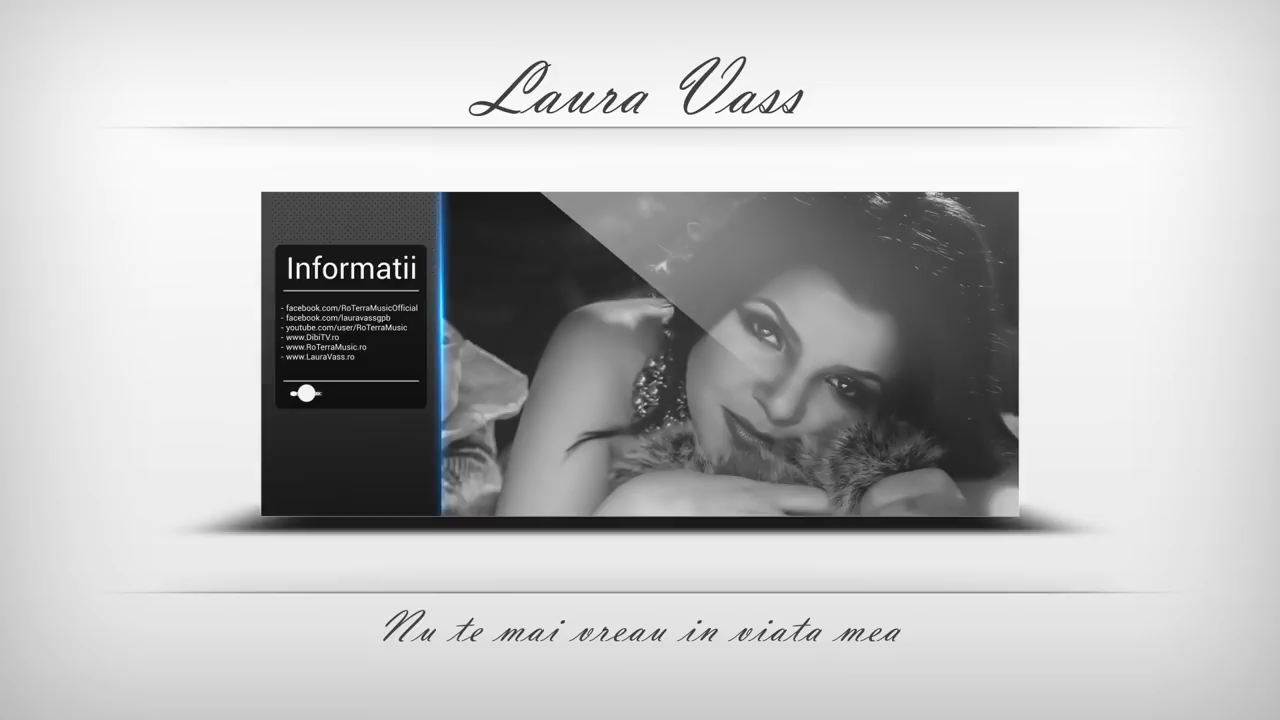 Laura Vass
Informatii
- facebook.com/RoTerraMusicOfficial
- facebook.com/lauravassgpb
- youtube.com/user/RoTerraMusic
- www.DibiTV.ro
- www.RoTerraMusic.ro
- www.LauraVass.ro
Nu te mai vreau in viata mea